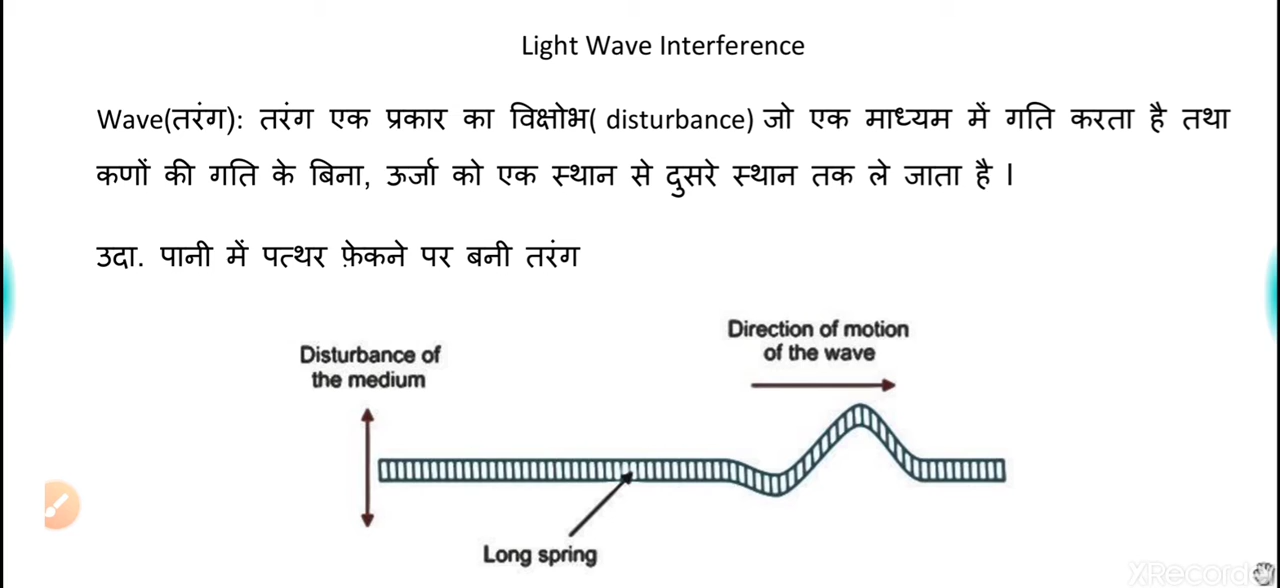 Light Wave Interference
Wave(तरंग): तरंग एक प्रकार का विक्षोभ( disturbance) जो एक माध्यम में गति करता है तथा
कणों की गति के बिना, ऊर्जा को एक स्थान से दुसरे स्थान तक ले जाता है ।
उदा. पानी में पत्थर फ़ेकने पर बनी तरंग
Direction of motion
of the wave
Disturbance of
the medium
Long spring
XRecorder